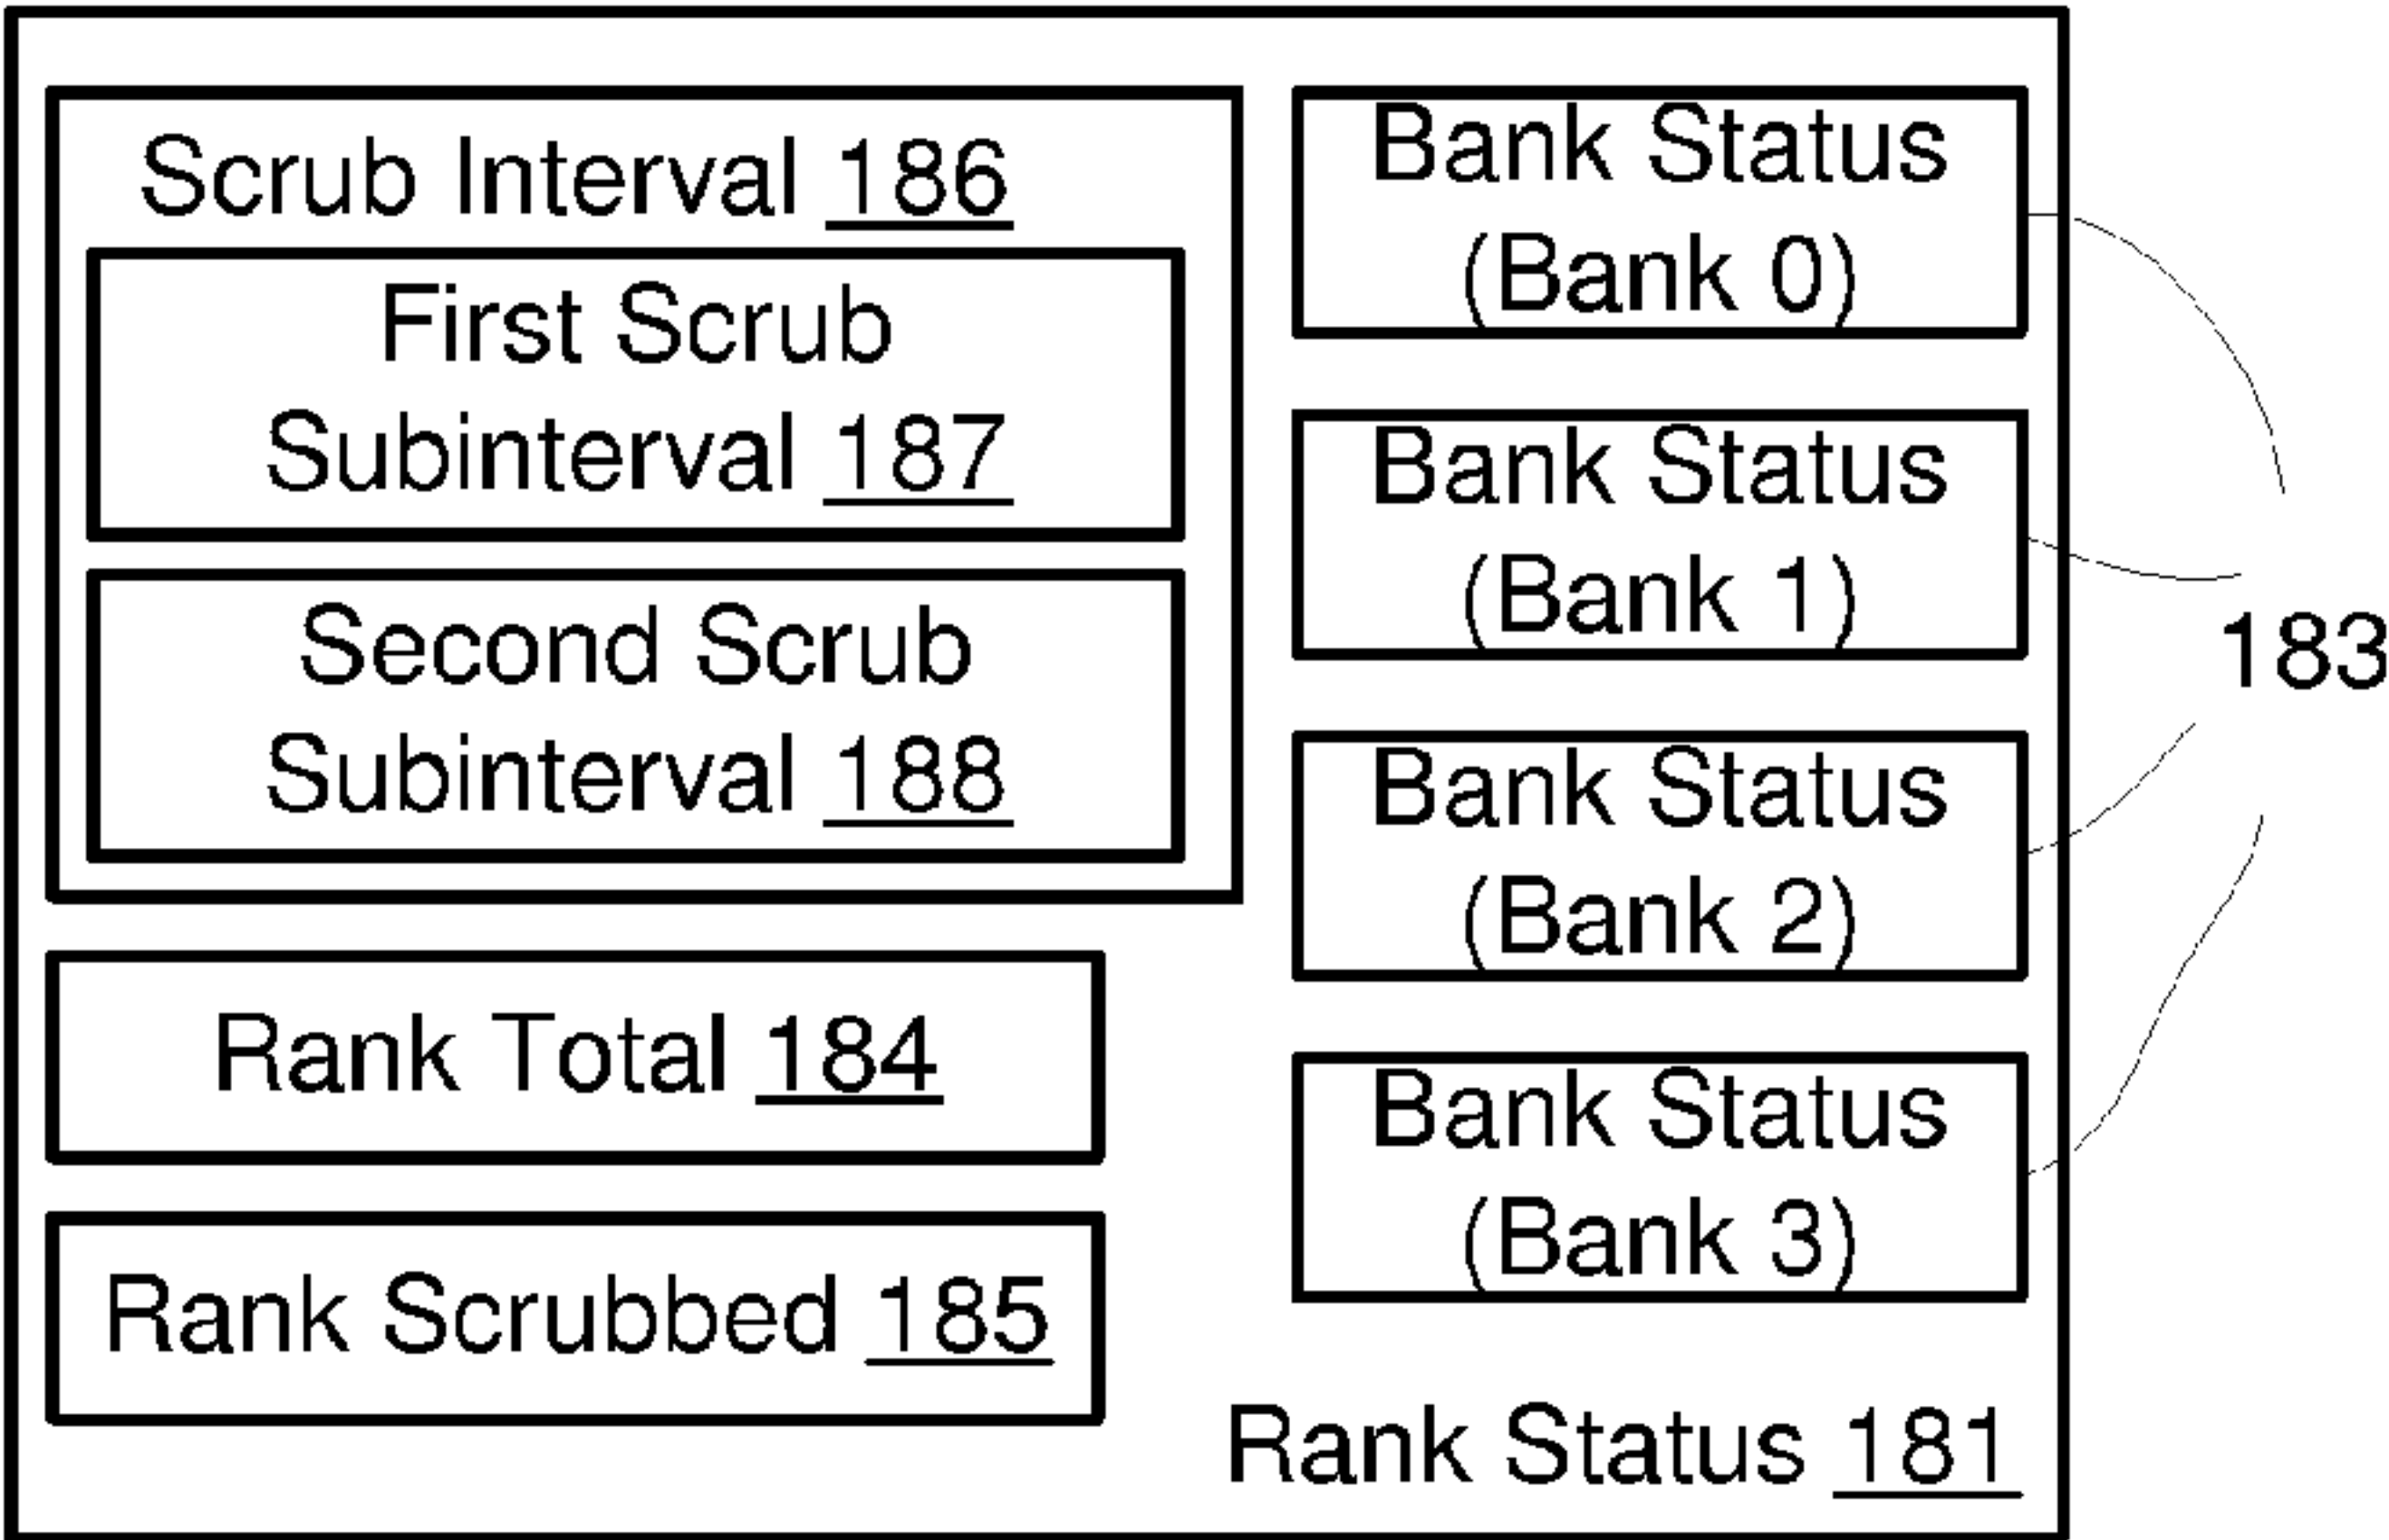 Scrub Interval 186
First Scrub
Subinterval 187
Second Scrub
Subinterval 188
Rank Total 184
Rank Scrubbed 185
Bank Status
(Bank 0)
Bank Status
(Bank 1)
Bank Status
(Bank 2)
Bank Status
(Bank 3)
183
Rank Status 181